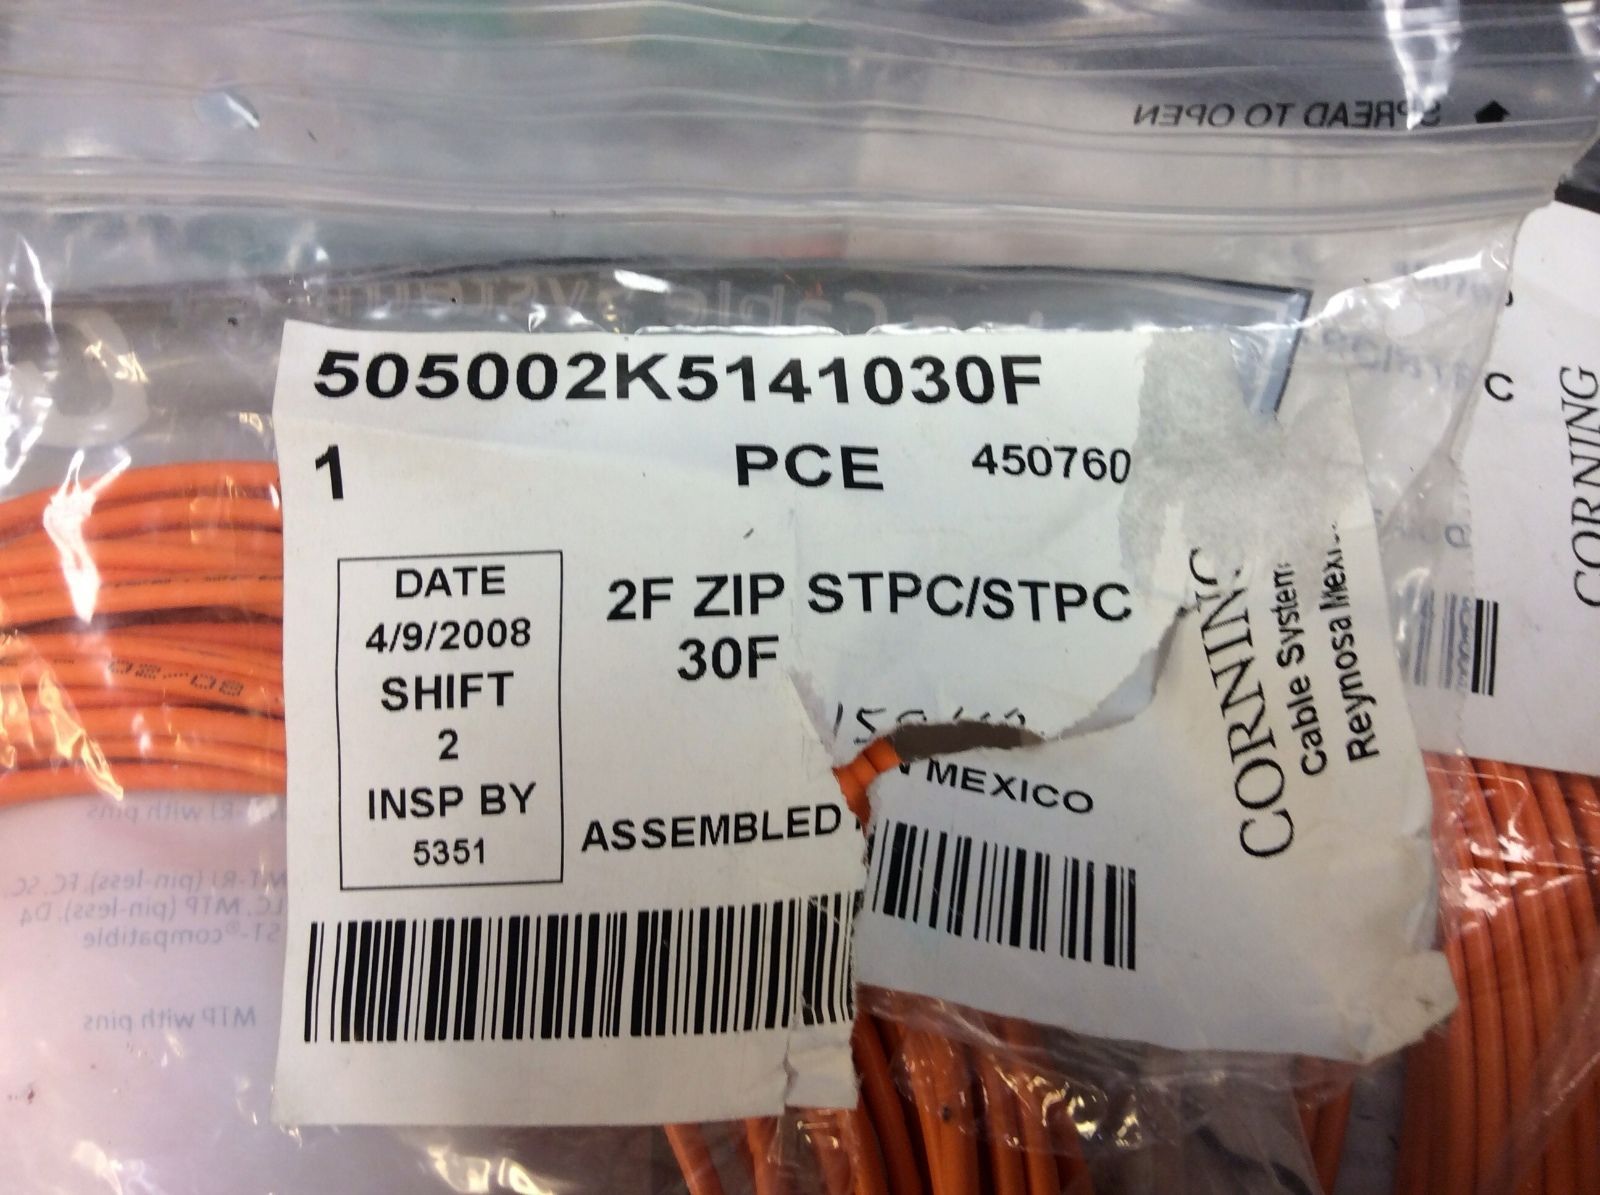 SPREAD TO OPEN
Cable System
505002K5141030F
1 PCE 450760
DATE
4/9/2008
SHIFT
2
INSP BY
5351
2F ZIP STPC/STPC
30F
ASSEMBLED MEXICO
CORNING
Cable System
Reynosa
C
CORNING
MT-RJ with pins
MT-RJ (pin-less), FC, SC,
LC, MTP (pin-less), D4
ST-®compatible
MTP with pins